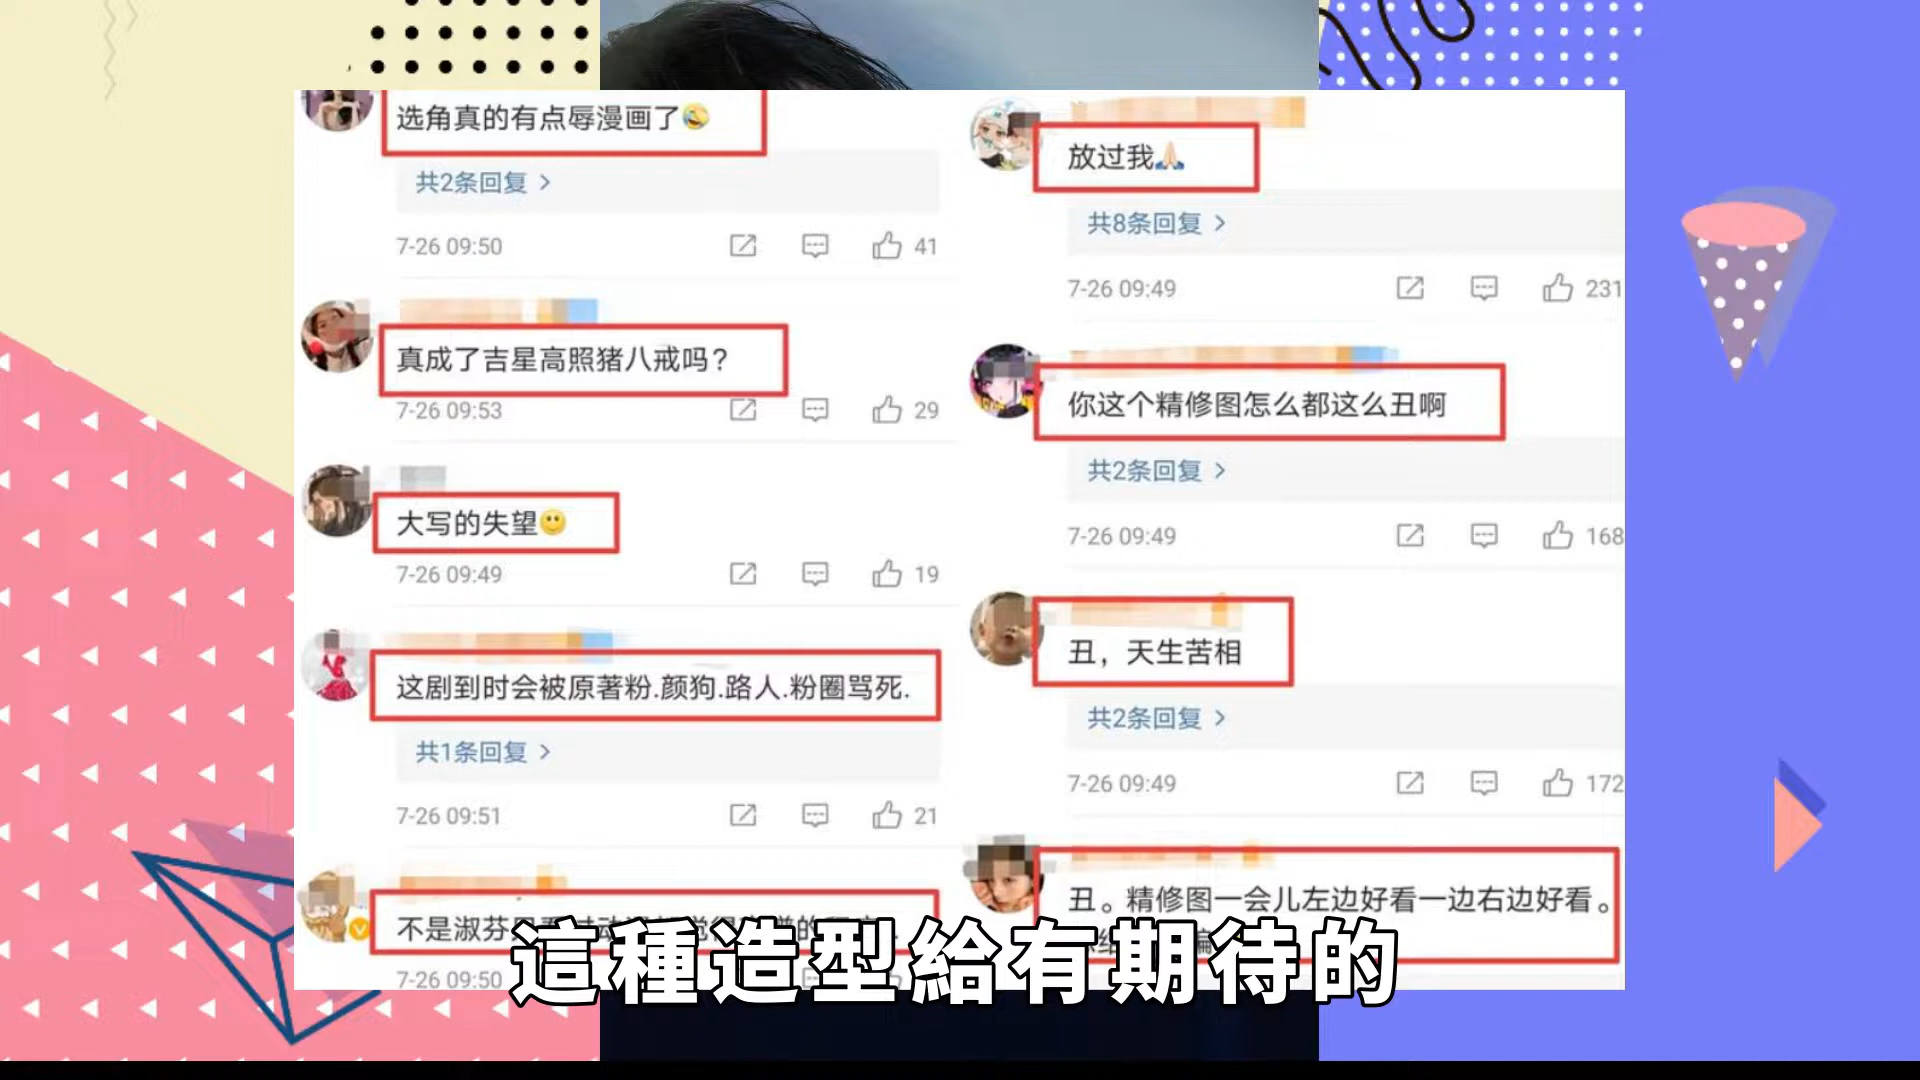 选角真的有点辱漫画了🤣
共2条回复 >
7-26 09:50
41
真成了吉星高照猪八戒吗?
7-26 09:53
29
大写的失望🙂
7-26 09:49
19
这剧到时会被原著粉.颜狗.路人.粉圈骂死.
共1条回复 >
7-26 09:51
21
不是淑芬
7-26 09:50
放过我🙏🏻
共8条回复 >
7-26 09:49
231
你这个精修图怎么都这么丑啊
共2条回复 >
7-26 09:49
168
丑，天生苦相
共2条回复 >
7-26 09:49
172
丑。精修图一会儿左边好看一边右边好看。
這種造型給有期待的